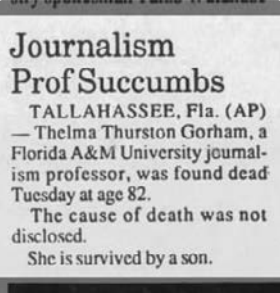 Journalism
Prof Succumbs
TALLAHASSEE, Fla. (AP)
— Thelma Thurston Gorham, a
Florida A&M University journal-
ism professor, was found dead
Tuesday at age 82.
The cause of death was not
disclosed.
She is survived by a son.